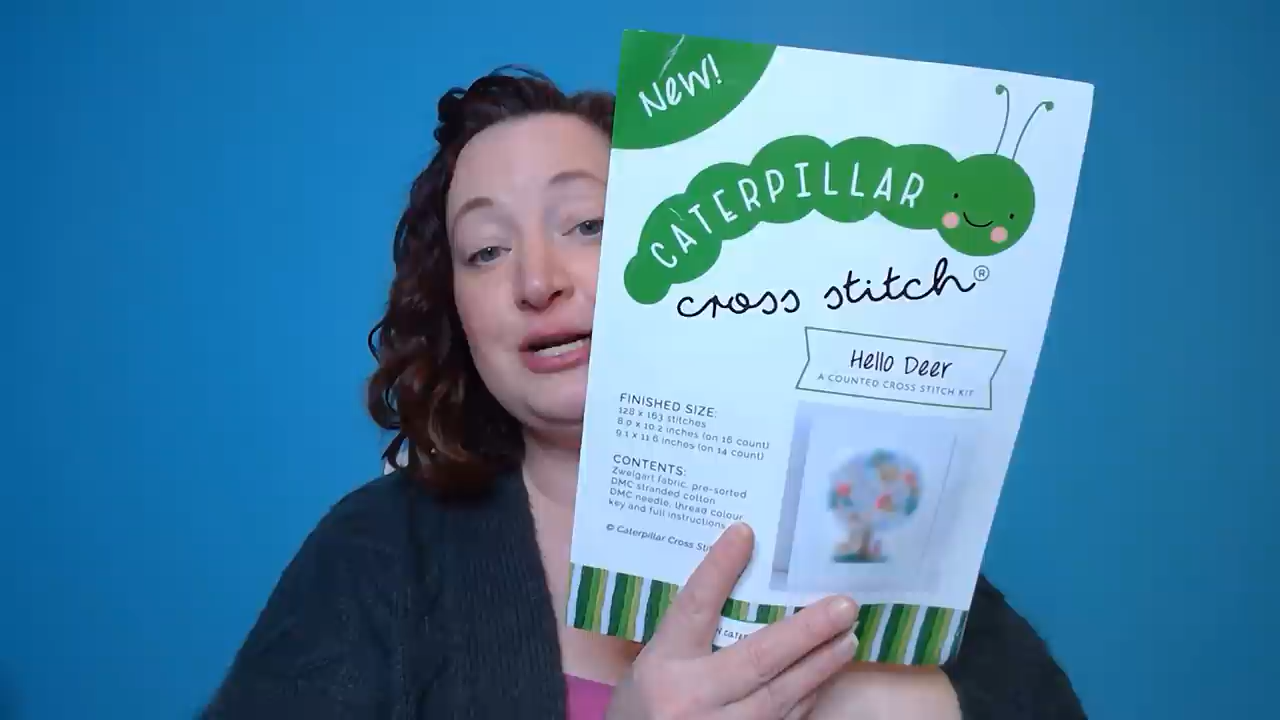 New!
CATERPILLAR
cross stitch®
Hello Deer
A COUNTED CROSS STITCH KIT
FINISHED SIZE:
128 x 163 stitches
8.0 x 10.2 inches (on 16 count)
9.1 x 11.6 inches (on 14 count)
CONTENTS:
Zweigart fabric, pre-sorted
DMC stranded cotton
DMC needle, thread colour
key and full instructions
© Caterpillar Cross